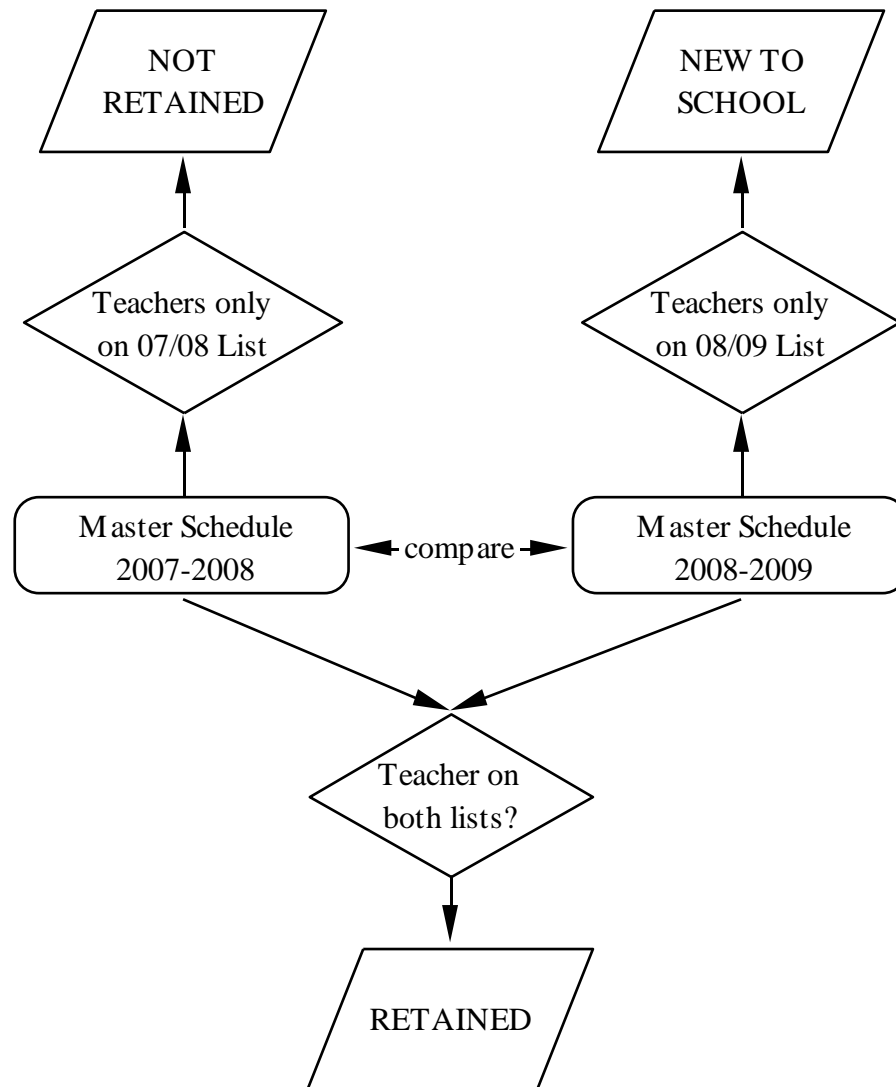 NOT
RETAINED
NEW TO
SCHOOL
Teachers only
on 07/08 List
Teachers only
on 08/09 List
Master Schedule
2007-2008
compare
Master Schedule
2008-2009
Teacher on
both lists?
RETAINED